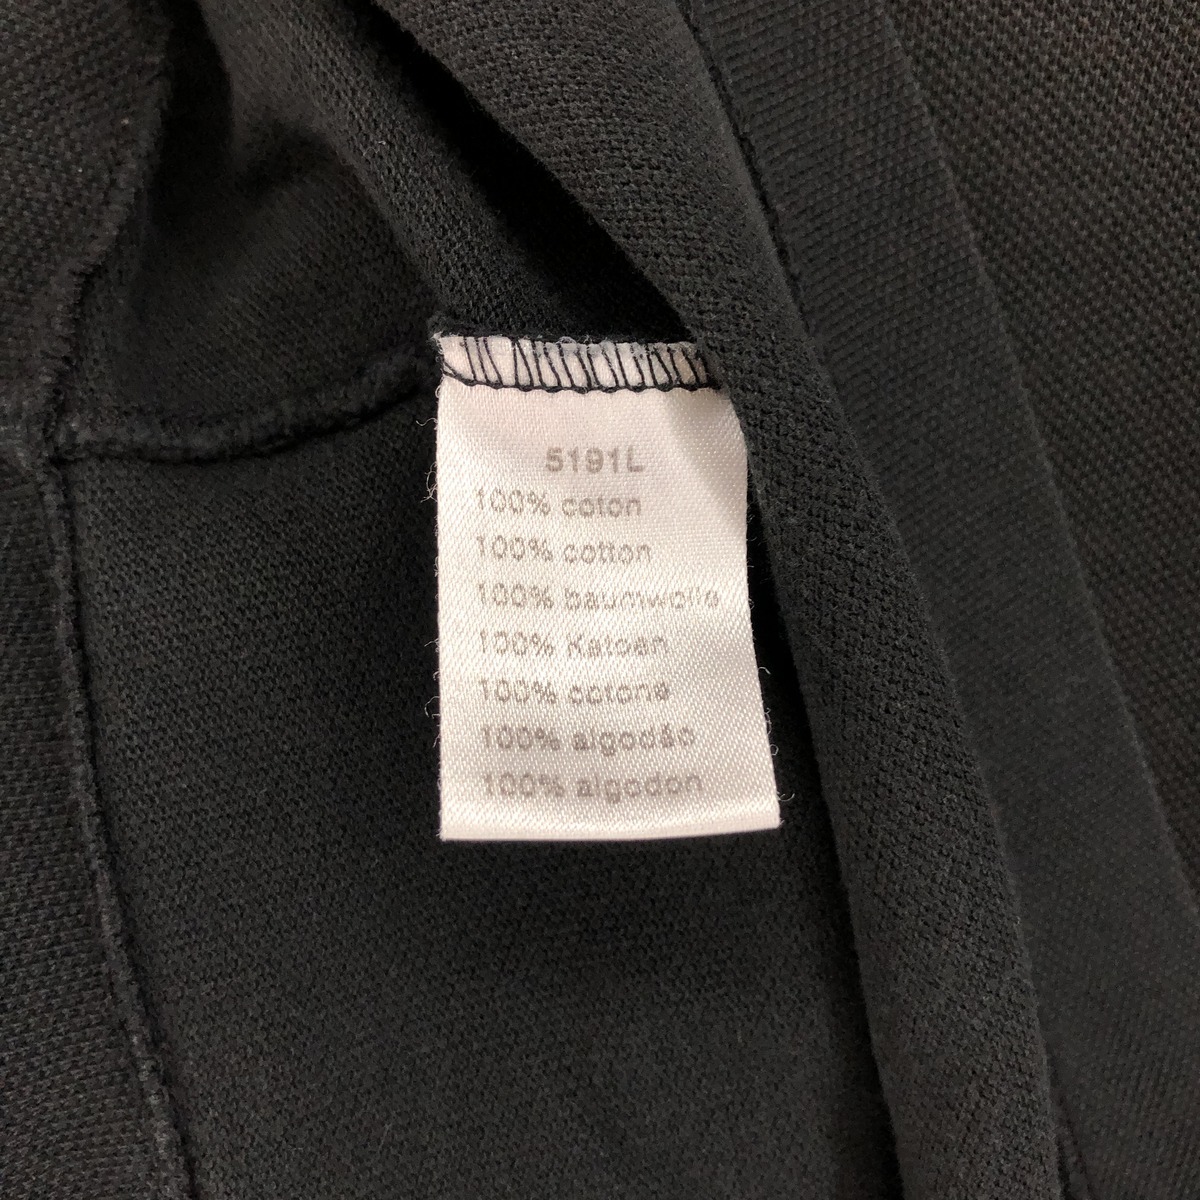 5191L
100% coton
100% cotton
100% baumwolle
100% Katoen
100% cotone
100% algodão
100% algodon